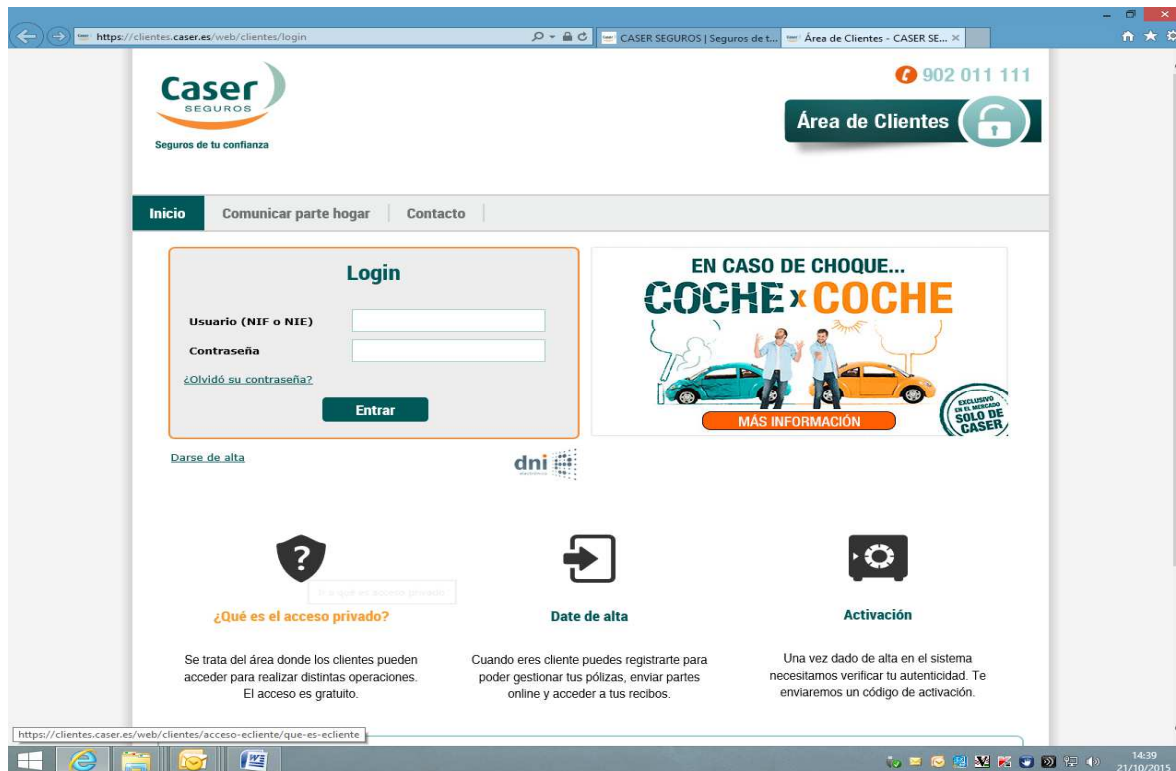 https://clientes.caser.es/web/clientes/login
CASER SEGUROS | Seguros de t...
Área de Clientes - CASER SE...
Caser
SEGUROS
Seguros de tu confianza
902 011 111
Área de Clientes
Inicio
Comunicar parte hogar
Contacto
Login
Usuario (NIF o NIE)
Contraseña
¿Olvidó su contraseña?
Entrar
EN CASO DE CHOQUE...
COCHE x COCHE
MÁS INFORMACIÓN
EXCLUSIVO
EN EL MERCADO
SOLO DE
CASER
Darse de alta
dni
¿Qué es el acceso privado?
Se trata del área donde los clientes pueden
acceder para realizar distintas operaciones.
El acceso es gratuito.
Date de alta
Cuando eres cliente puedes registrarte para
poder gestionar tus pólizas, enviar partes
online y acceder a tus recibos.
Activación
Una vez dado de alta en el sistema
necesitamos verificar tu autenticidad. Te
enviaremos un código de activación.
https://clientes.caser.es/web/clientes/acceso-ecliente/que-es-ecliente
14:39
21/10/2015